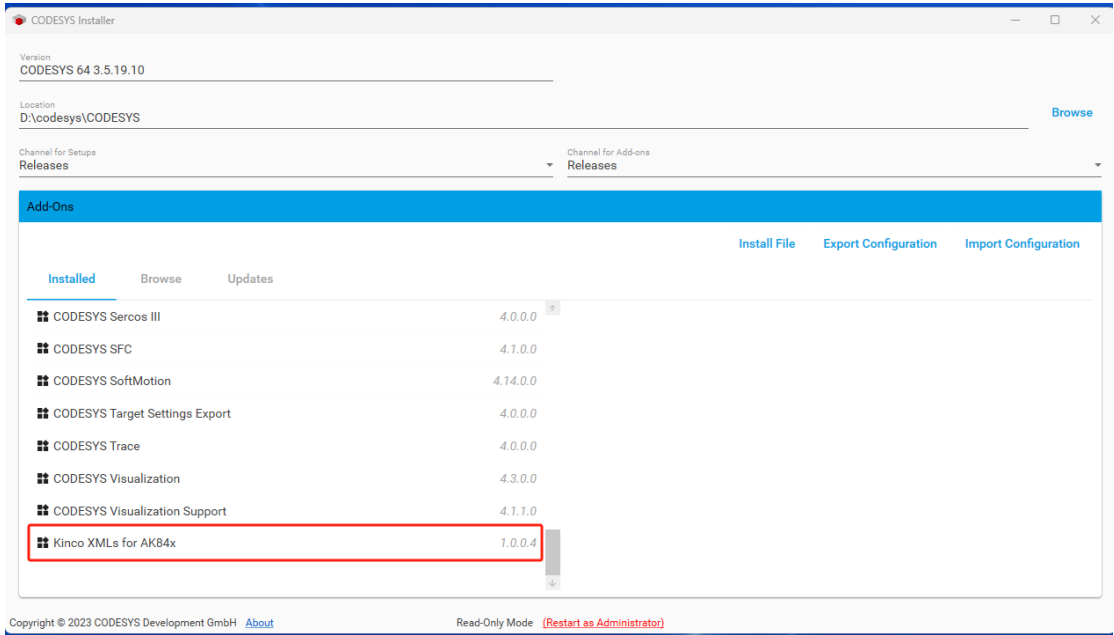 CODESYS Installer
Version
CODESYS 64 3.5.19.10
Location
D:\codesys\CODESYS
Browse
Channel for Setups
Releases
Channel for Add-ons
Releases
Add-Ons
Install File Export Configuration Import Configuration
Installed Browse Updates
CODESYS Sercos III 4.0.0.0
CODESYS SFC 4.1.0.0
CODESYS SoftMotion 4.14.0.0
CODESYS Target Settings Export 4.0.0.0
CODESYS Trace 4.0.0.0
CODESYS Visualization 4.3.0.0
CODESYS Visualization Support 4.1.1.0
Kinco XMLs for AK84x 1.0.0.4
Copyright © 2023 CODESYS Development GmbH About Read-Only Mode (Restart as Administrator)